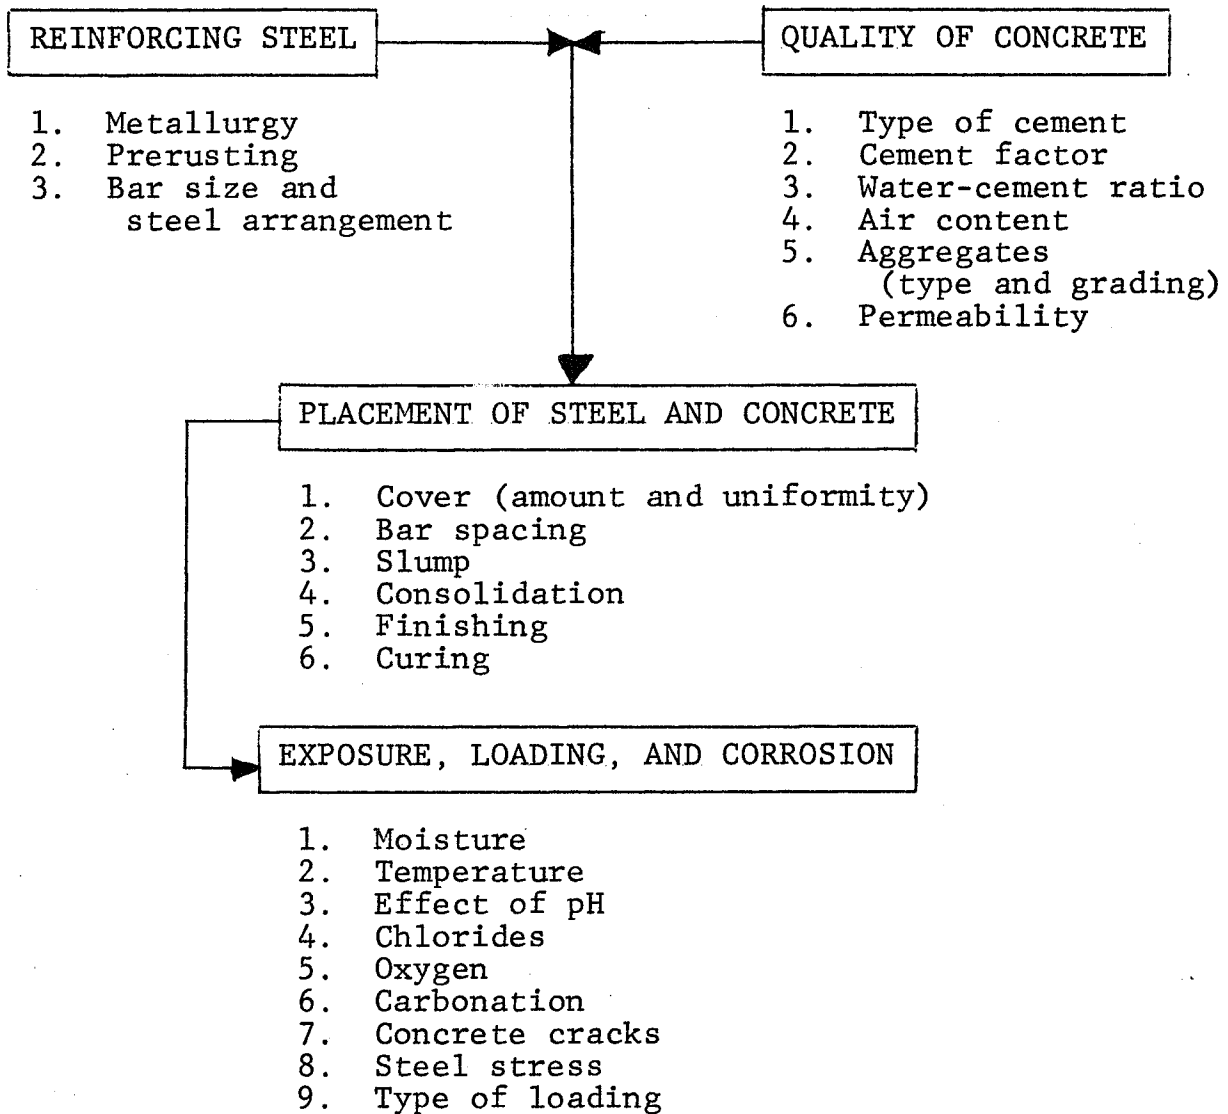 REINFORCING STEEL
1. Metallurgy
2. Prerusting
3. Bar size and
steel arrangement
QUALITY OF CONCRETE
1. Type of cement
2. Cement factor
3. Water-cement ratio
4. Air content
5. Aggregates
(type and grading)
6. Permeability
PLACEMENT OF STEEL AND CONCRETE
1. Cover (amount and uniformity)
2. Bar spacing
3. Slump
4. Consolidation
5. Finishing
6. Curing
EXPOSURE, LOADING, AND CORROSION
1. Moisture
2. Temperature
3. Effect of pH
4. Chlorides
5. Oxygen
6. Carbonation
7. Concrete cracks
8. Steel stress
9. Type of loading